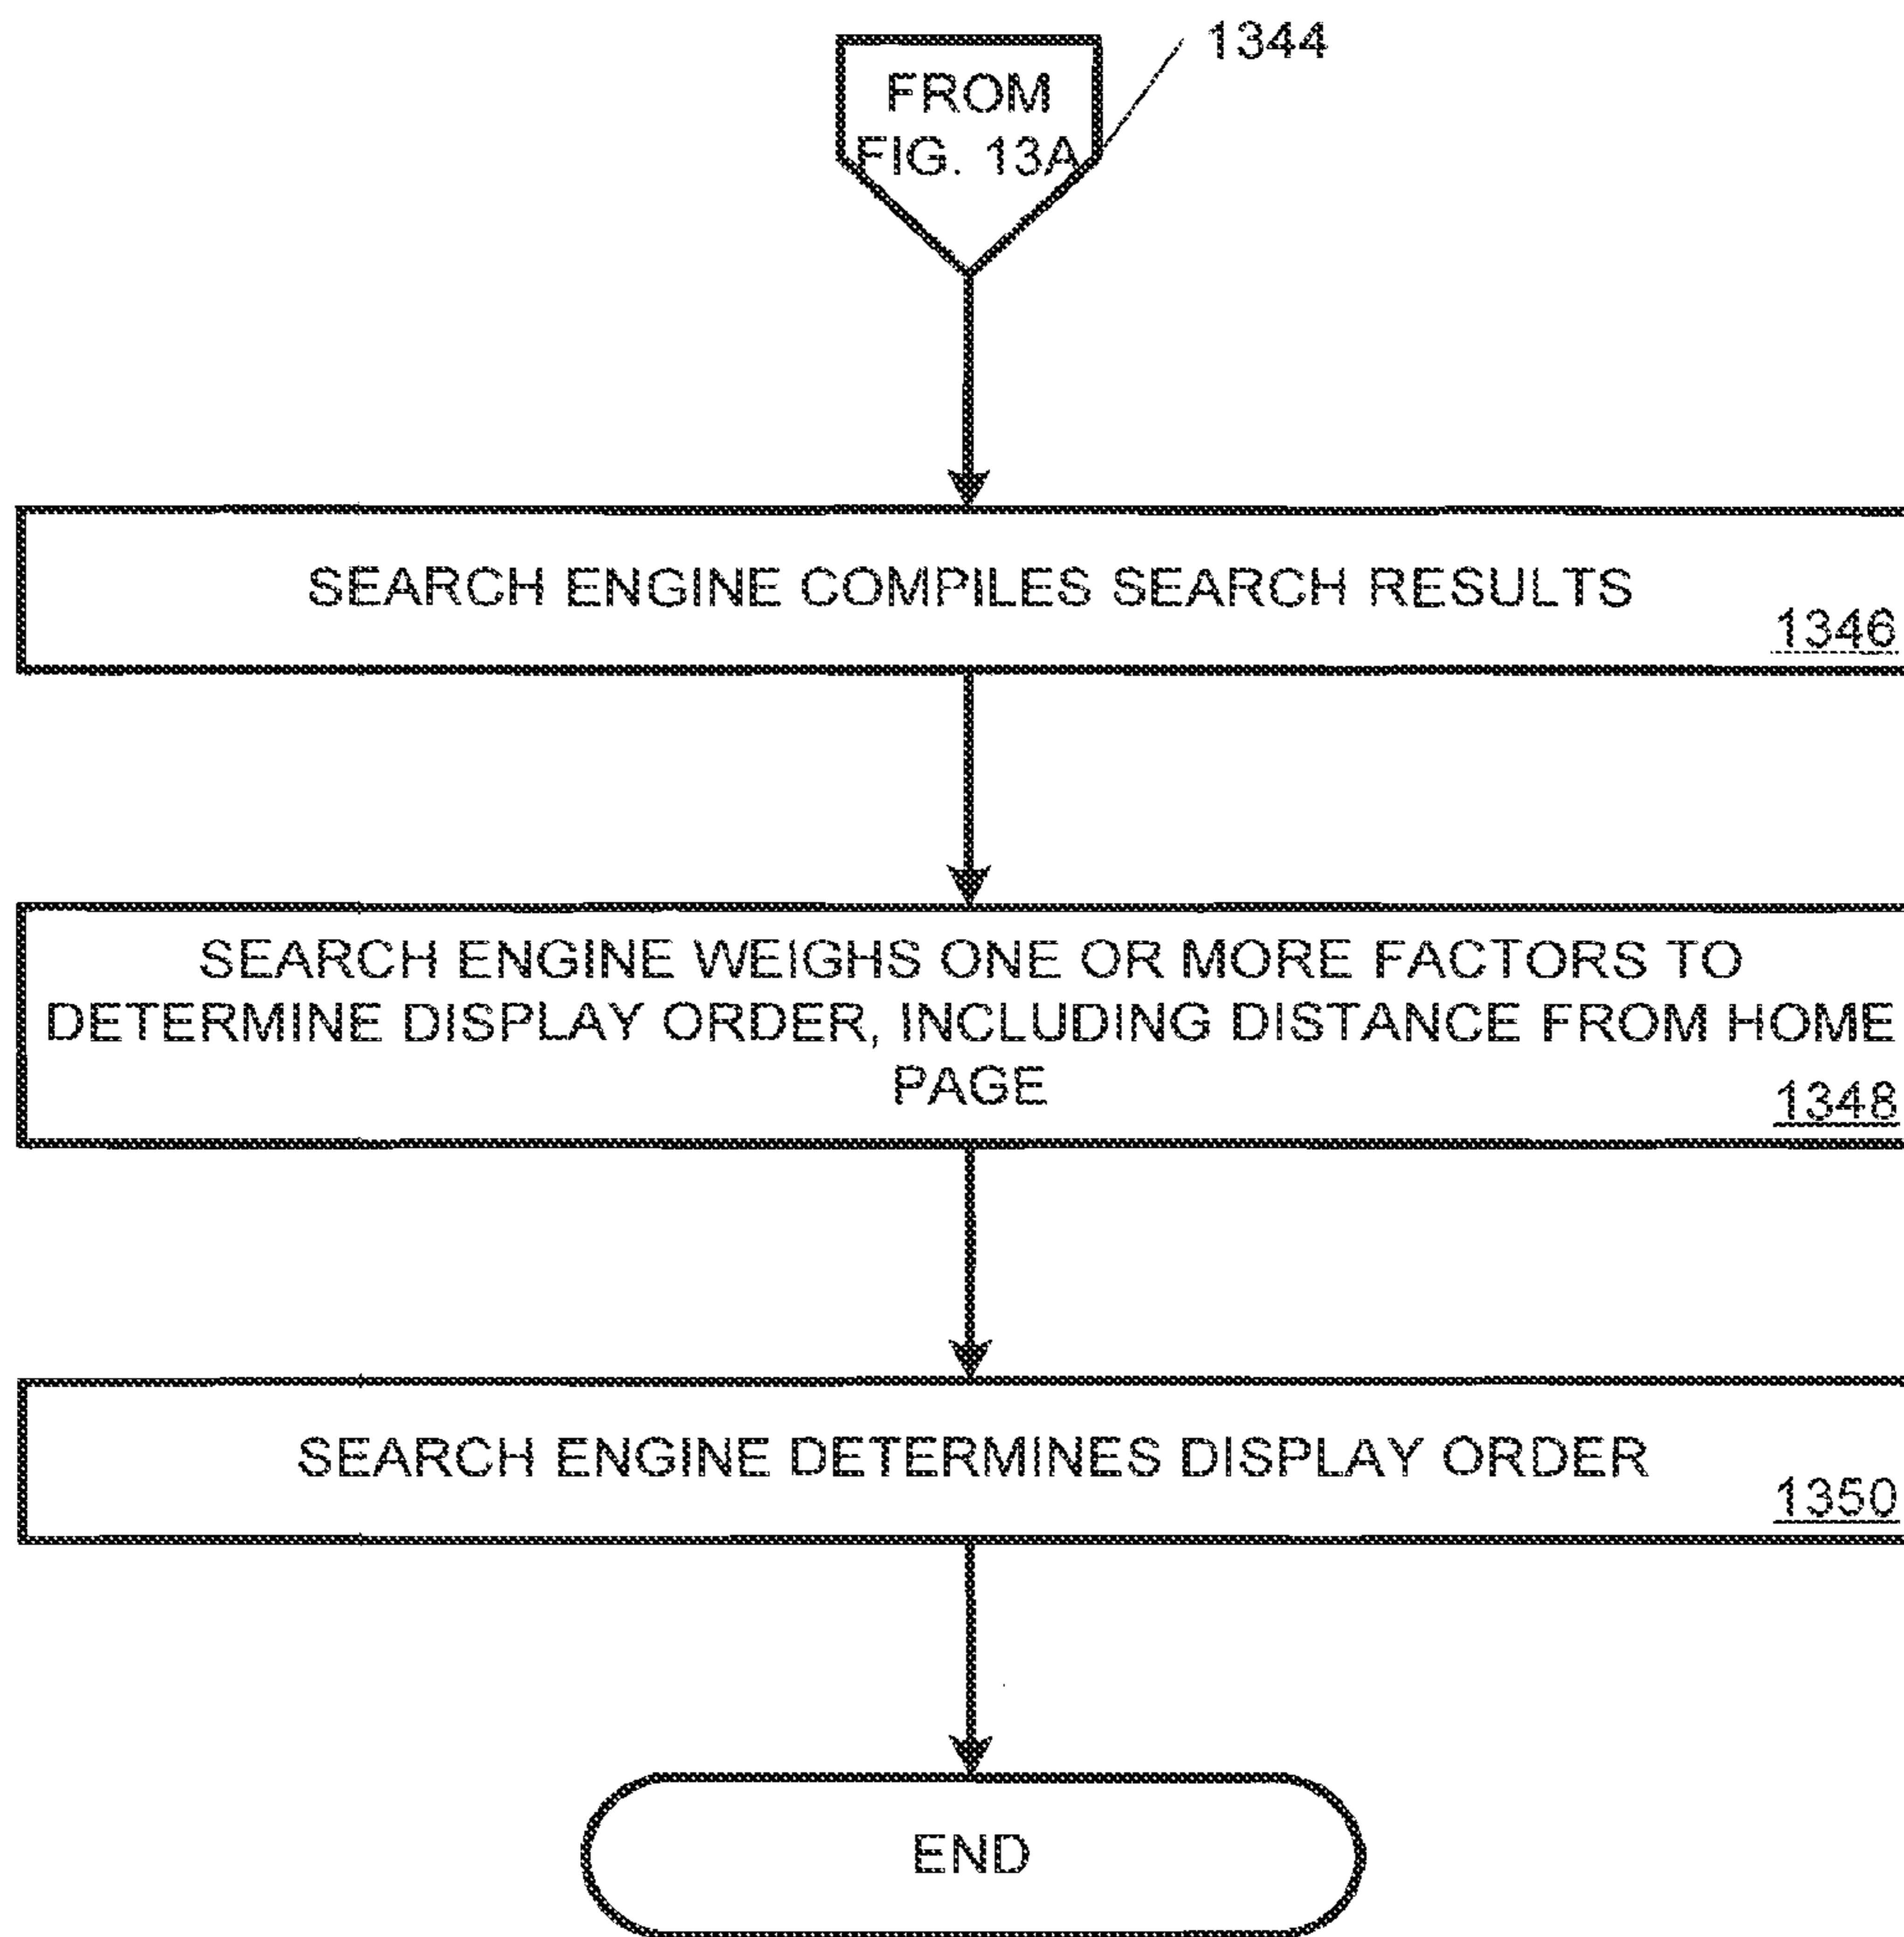 1344
FROM
FIG. 13A
SEARCH ENGINE COMPILES SEARCH RESULTS
1346
SEARCH ENGINE WEIGHS ONE OR MORE FACTORS TO
DETERMINE DISPLAY ORDER, INCLUDING DISTANCE FROM HOME
PAGE
1348
SEARCH ENGINE DETERMINES DISPLAY ORDER
1350
END